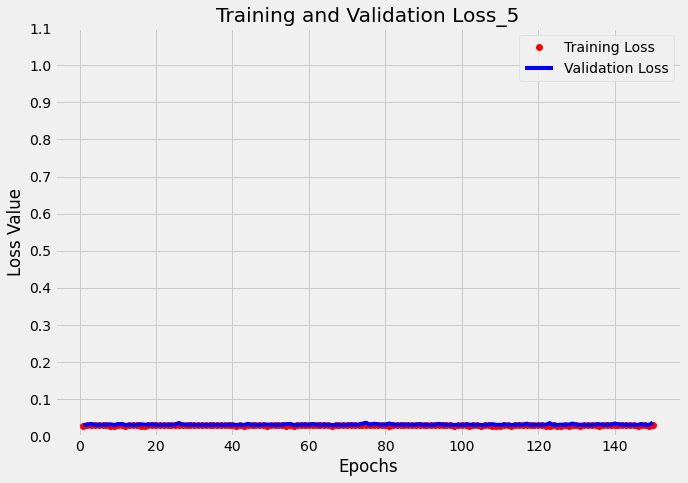 Training and Validation Loss_5
Training Loss
Validation Loss
1.1
1.0
0.9
0.8
0.7
0.6
0.5
0.4
0.3
0.2
0.1
0.0
Loss Value
0 20 40 60 80 100 120 140
Epochs